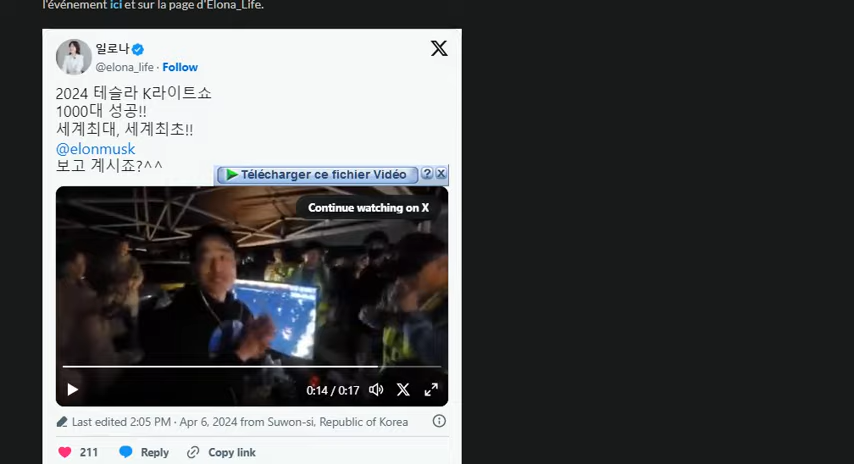 l'événement ici et sur la page d'Elona_Life.
일로나
@elona_life · Follow
2024 테슬라 K라이트쇼
1000대 성공!!
세계최대, 세계최초!!
@elonmusk
보고 계시죠?^^
Télécharger ce fichier Vidéo ? X
Continue watching on X
0:14 / 0:17
Last edited 2:05 PM · Apr 6, 2024 from Suwon-si, Republic of Korea
211 Reply Copy link